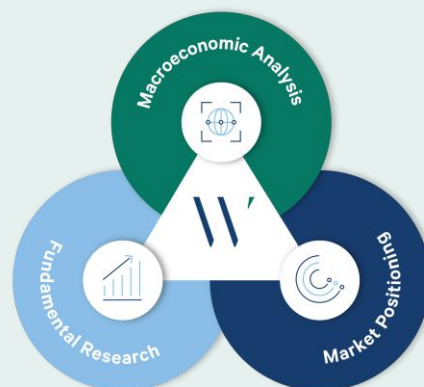 Macroeconomic Analysis
W
Fundamental Research
Market Positioning